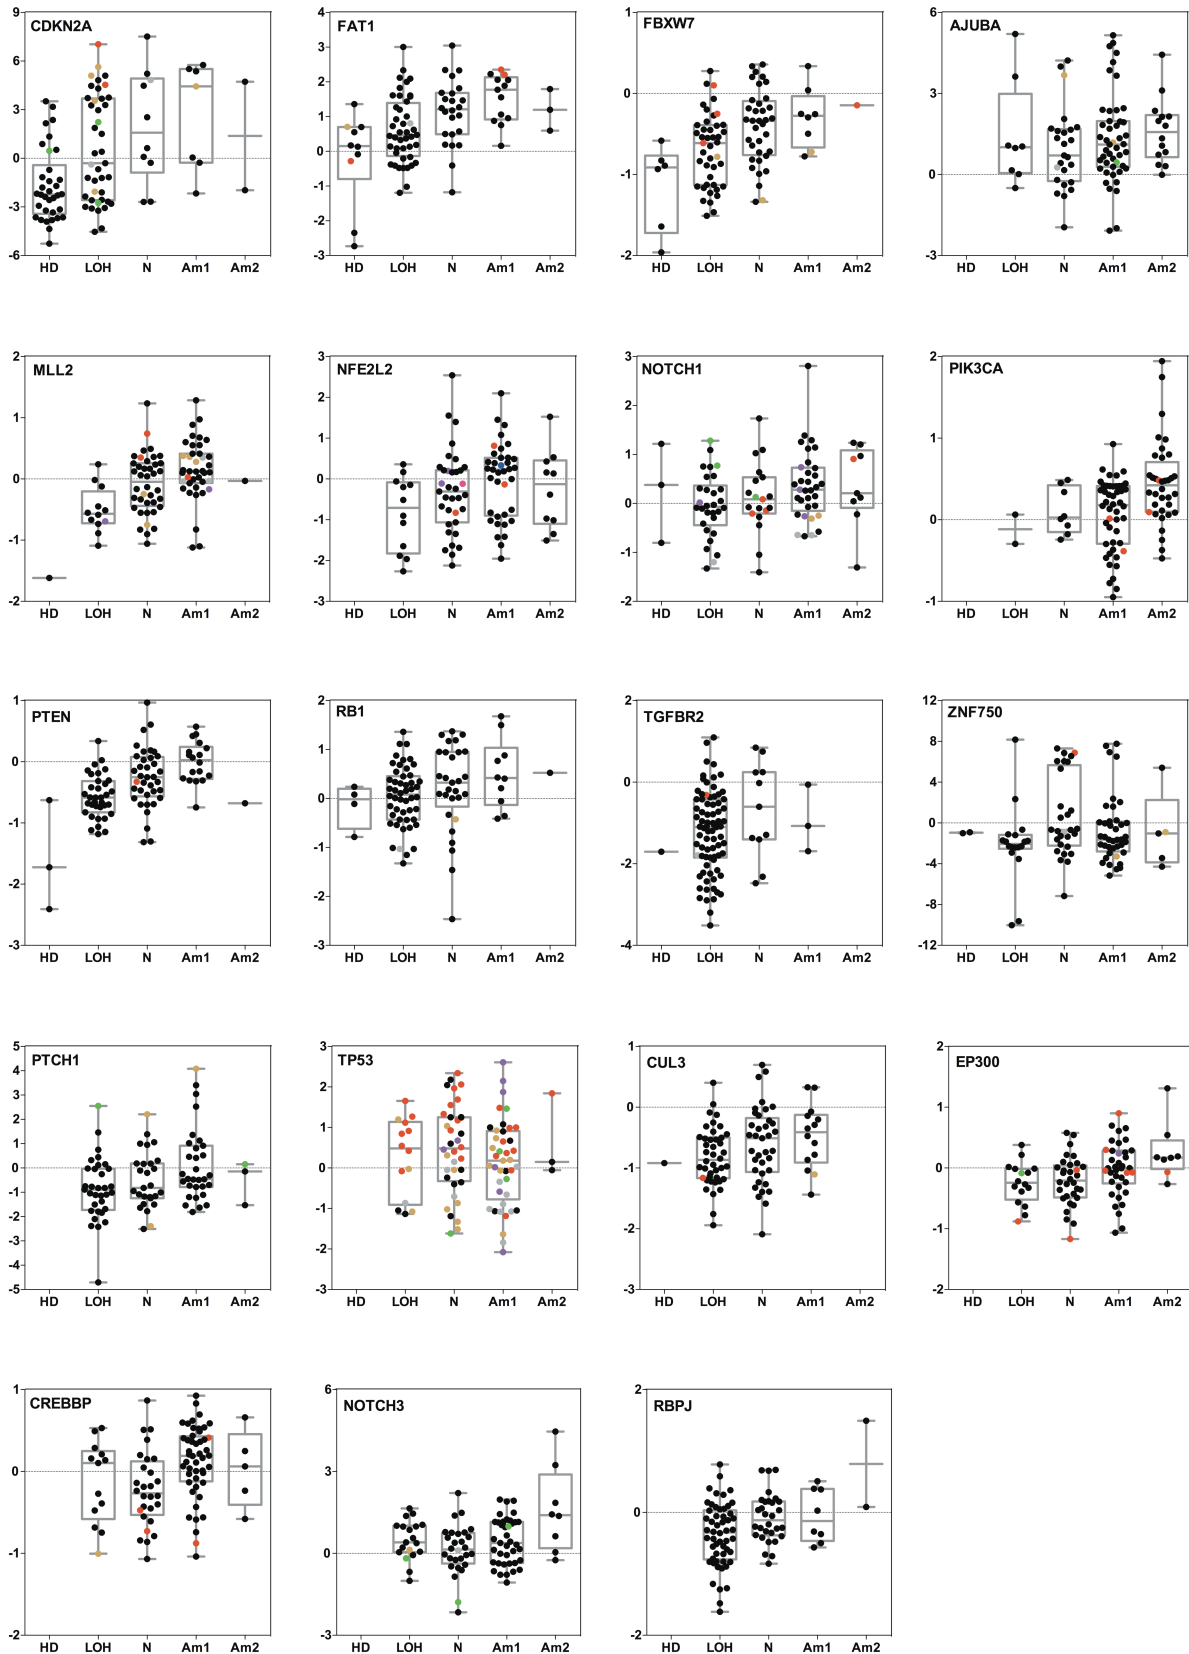 CDKN2A
9
6
3
0
-3
-6
HD LOH N Am1 Am2
FAT1
4
3
2
1
0
1
2
-3
HD LOH N Am1 Am2
FBXW7
-1
0
-1
-2
HD LOH N Am1 Am2
AJUBA
6
3
0
-3
HD LOH N Am1 Am2
MLL2
2
1
0
-1
-2
HD LOH N Am1 Am2
NFE2L2
3
2
1
0
-1
-2
-3
HD LOH N Am1 Am2
NOTCH1
3
2
1
0
-1
-2
HD LOH N Am1 Am2
PIK3CA
2
1
0
-1
HD LOH N Am1 Am2
PTEN
1
0
-1
-2
-3
HD LOH N Am1 Am2
RB1
2
1
0
-1
-2
-3
HD LOH N Am1 Am2
TGFBR2
2
0
-2
-4
HD LOH N Am1 Am2
ZNF750
12
8
4
0
-4
-8
-12
HD LOH N Am1 Am2
PTCH1
5
4
3
2
1
0
-1
-2
-3
-4
-5
HD LOH N Am1 Am2
TP53
3
2
1
0
-1
-2
-3
HD LOH N Am1 Am2
CUL3
-1
0
-1
-2
-3
HD LOH N Am1 Am2
EP300
2
1
0
-1
-2
HD LOH N Am1 Am2
CREBBP
1
0
-1
-2
HD LOH N Am1 Am2
NOTCH3
6
3
0
-3
HD LOH N Am1 Am2
RBPJ
2
0
-2
HD LOH N Am1 Am2